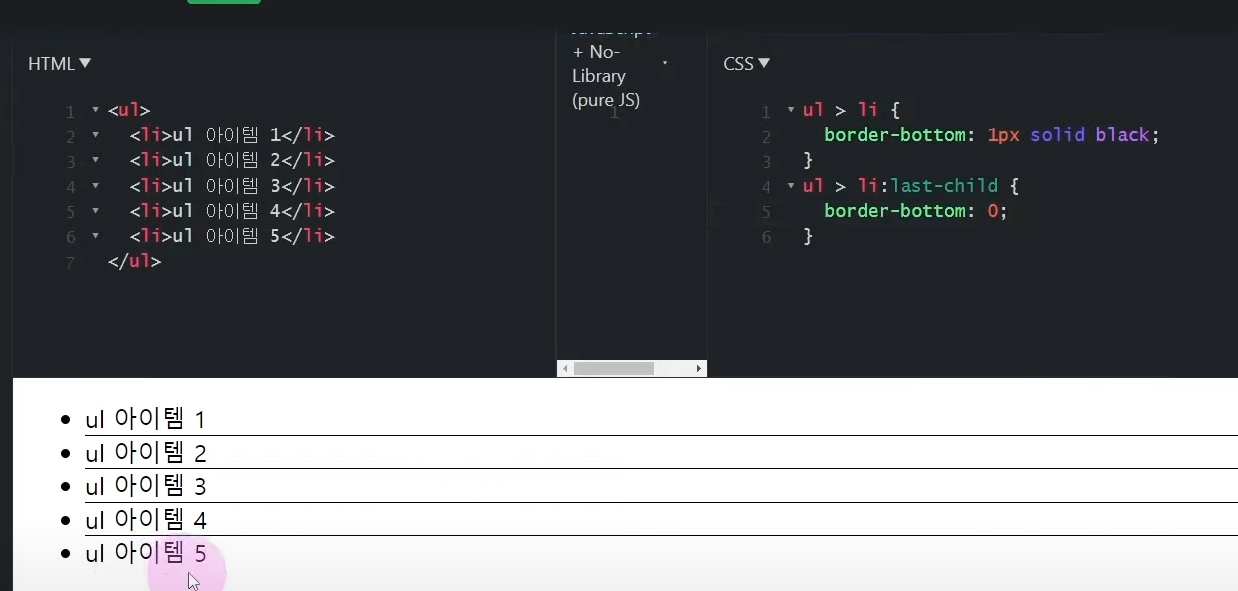 HTML ▼
1 ▼ <ul>
2 ▼ <li>ul 아이템 1</li>
3 ▼ <li>ul 아이템 2</li>
4 ▼ <li>ul 아이템 3</li>
5 ▼ <li>ul 아이템 4</li>
6 ▼ <li>ul 아이템 5</li>
7 </ul>
+ No-
Library
(pure JS)
1
CSS ▼
1 ▼ ul > li {
2 border-bottom: 1px solid black;
3 }
4 ▼ ul > li:last-child {
5 border-bottom: 0;
6 }
• ul 아이템 1
• ul 아이템 2
• ul 아이템 3
• ul 아이템 4
• ul 아이템 5